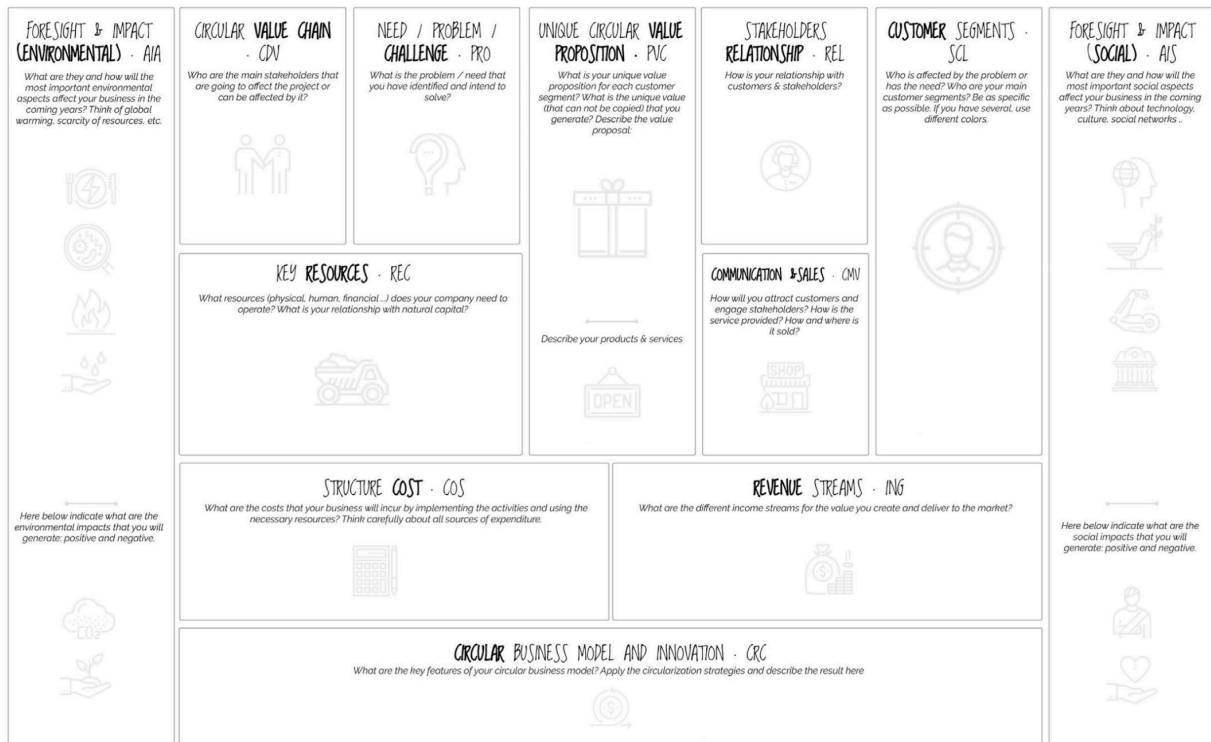 FORESIGHT & IMPACT
(ENVIRONMENTAL) · AIA
What are they and how will the
most important environmental
aspects affect your business in the
coming years? Think of global
warming, scarcity of resources, etc.
Here below indicate what are the
environmental impacts that you will
generate: positive and negative.
CO2
CIRCULAR VALUE CHAIN
· CDV
Who are the main stakeholders that
are going to affect the project or
can be affected by it?
NEED / PROBLEM /
CHALLENGE · PRO
What is the problem / need that
you have identified and intend to
solve?
KEY RESOURCES · REC
What resources (physical, human, financial ...) does your company need to
operate? What is your relationship with natural capital?
UNIQUE CIRCULAR VALUE
PROPOSITION · PVC
What is your unique value
proposition for each customer
segment? What is the unique value
(that can not be copied) that you
generate? Describe the value
proposal:
Describe your products & services
OPEN
STAKEHOLDERS
RELATIONSHIP · REL
How is your relationship with
customers & stakeholders?
COMMUNICATION & SALES · CMV
How will you attract customers and
engage stakeholders? How is the
service provided? How and where is
it sold?
SHOP
CUSTOMER SEGMENTS ·
SCL
Who is affected by the problem or
has the need? Who are your main
customer segments? Be as specific
as possible. If you have several, use
different colors.
FORESIGHT & IMPACT
(SOCIAL) · AIS
What are they and how will the
most important social aspects
affect your business in the coming
years? Think about technology,
culture, social networks ..
Here below indicate what are the
social impacts that you will
generate: positive and negative.
STRUCTURE COST · COS
What are the costs that your business will incur by implementing the activities and using the
necessary resources? Think carefully about all sources of expenditure.
REVENUE STREAMS · ING
What are the different income streams for the value you create and deliver to the market?
CIRCULAR BUSINESS MODEL AND INNOVATION · CRC
What are the key features of your circular business model? Apply the circularization strategies and describe the result here